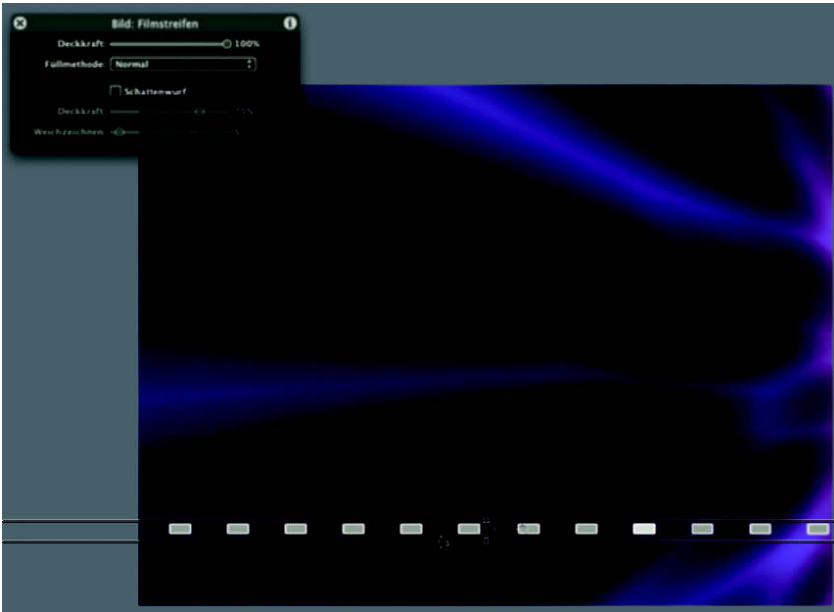 Bild: Filmstreifen
Deckkraft 100%
Füllmethode: Normal
Schattenwurf
Deckkraft
Weichzeichnen